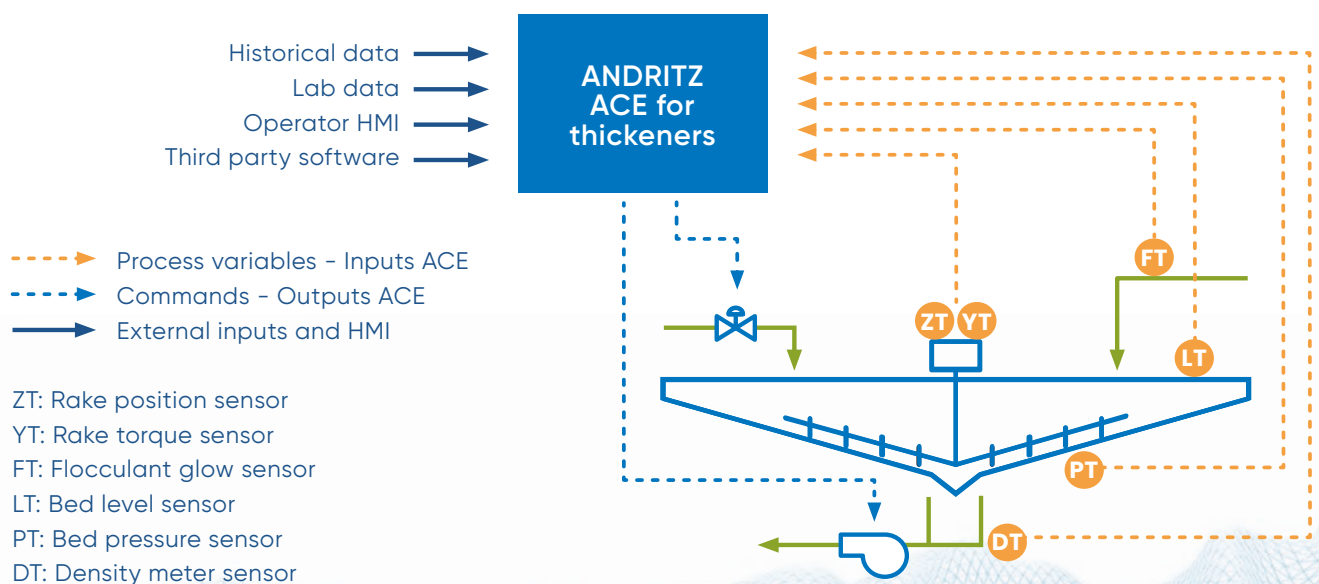 Historical data
Lab data
Operator HMI
Third party software
ANDRITZ
ACE for
thickeners
Process variables - Inputs ACE
Commands - Outputs ACE
External inputs and HMI
ZT: Rake position sensor
YT: Rake torque sensor
FT: Flocculant glow sensor
LT: Bed level sensor
PT: Bed pressure sensor
DT: Density meter sensor
FT
ZT YT
LT
PT
DT